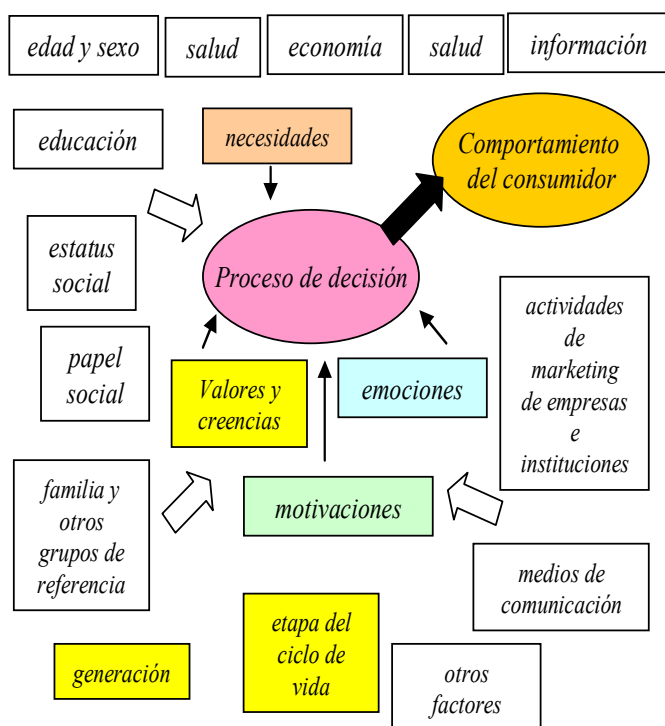 edad y sexo
salud
economía
salud
información
educación
necesidades
Comportamiento
del consumidor
estatus
social
Proceso de decisión
actividades
de
marketing
de empresas
e
instituciones
papel
social
Valores y
creencias
emociones
familia y
otros
grupos de
referencia
motivaciones
medios de
comunicación
generación
etapa del
ciclo de
vida
otros
factores